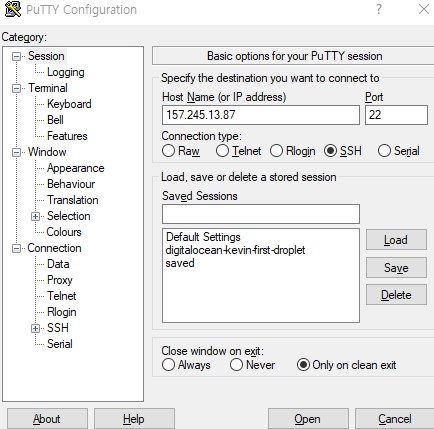 PuTTY Configuration
?
Category:
Session
Logging
Terminal
Keyboard
Bell
Features
Window
Appearance
Behaviour
Translation
Selection
Colours
Connection
Data
Proxy
Telnet
Rlogin
SSH
Serial
Basic options for your PuTTY session
Specify the destination you want to connect to
Host Name (or IP address) Port
157.245.13.87 22
Connection type:
Raw Telnet Rlogin SSH Serial
Load, save or delete a stored session
Saved Sessions
Default Settings
digitalocean-kevin-first-droplet
saved
Load
Save
Delete
Close window on exit:
Always Never Only on clean exit
About Help Open Cancel